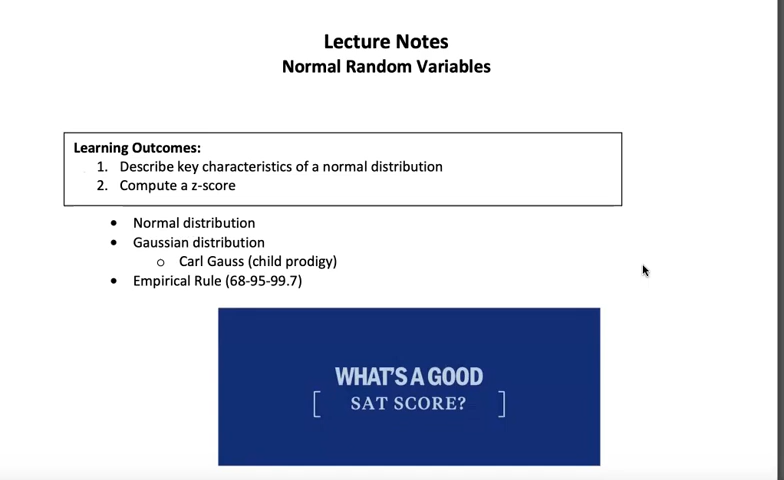 Lecture Notes
Normal Random Variables
Learning Outcomes:
1. Describe key characteristics of a normal distribution
2. Compute a z-score
• Normal distribution
• Gaussian distribution
o Carl Gauss (child prodigy)
• Empirical Rule (68-95-99.7)
WHAT'S A GOOD
[ SAT SCORE? ]